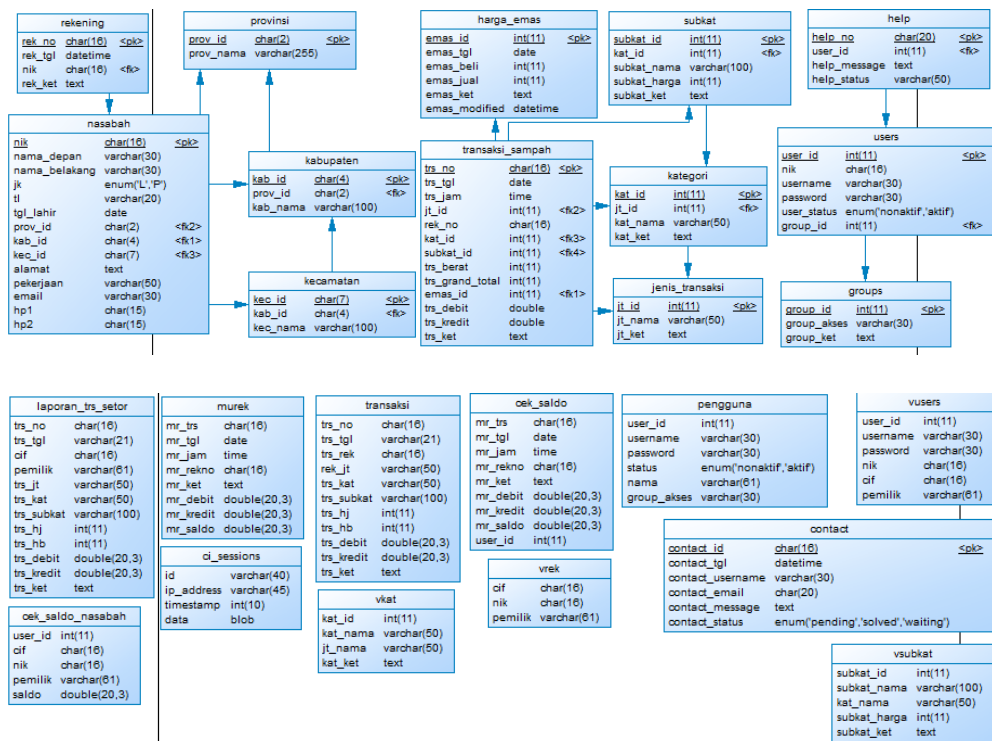 rekening
rek_no char(16) <pk>
rek_tgl datetime
nik char(16) <fk>
rek_ket text
provinsi
prov_id char(2) <pk>
prov_nama varchar(255)
harga_emas
emas_id int(11) <pk>
emas_tgl date
emas_beli int(11)
emas_jual int(11)
emas_ket text
emas_modified datetime
subkat
subkat_id int(11) <pk>
kat_id int(11) <fk>
subkat_nama varchar(100)
subkat_harga int(11)
subkat_ket text
help
help_no char(20) <pk>
user_id int(11) <fk>
help_message text
help_status varchar(50)
nasabah
nik char(16) <pk>
nama_depan varchar(30)
nama_belakang varchar(30)
jk enum('L','P')
tl varchar(20)
tgl_lahir date
prov_id char(2) <fk2>
kab_id char(4) <fk1>
kec_id char(7) <fk3>
alamat text
pekerjaan varchar(50)
email varchar(30)
hp1 char(15)
hp2 char(15)
kabupaten
kab_id char(4) <pk>
prov_id char(2) <fk>
kab_nama varchar(100)
kecamatan
kec_id char(7) <pk>
kab_id char(4) <fk>
kec_nama varchar(100)
transaksi_sampah
trs_no char(16) <pk>
trs_tgl date
trs_jam time
jt_id int(11) <fk2>
rek_no char(16)
kat_id int(11) <fk3>
subkat_id int(11) <fk4>
trs_berat int(11)
trs_grand_total int(11)
emas_id int(11) <fk1>
trs_debit double
trs_kredit double
trs_ket text
kategori
kat_id int(11) <pk>
jt_id int(11) <fk>
kat_nama varchar(50)
kat_ket text
jenis_transaksi
jt_id int(11) <pk>
jt_nama varchar(50)
jt_ket text
users
user_id int(11) <pk>
nik char(16)
username varchar(30)
password varchar(30)
user_status enum('nonaktif','aktif')
group_id int(11) <fk>
groups
group_id int(11) <pk>
group_akses varchar(30)
group_ket text
laporan_trs_setor
trs_no char(16)
trs_tgl varchar(21)
cif char(16)
pemilik varchar(61)
trs_jt varchar(50)
trs_kat varchar(50)
trs_subkat varchar(100)
trs_hj int(11)
trs_hb int(11)
trs_debit double(20,3)
trs_kredit double(20,3)
trs_ket text
murek
mr_trs char(16)
mr_tgl date
mr_jam time
mr_rekno char(16)
mr_ket text
mr_debit double(20,3)
mr_kredit double(20,3)
mr_saldo double(20,3)
transaksi
trs_no char(16)
trs_tgl varchar(21)
trs_rek char(16)
rek_jt varchar(50)
trs_kat varchar(50)
trs_subkat varchar(100)
trs_hj int(11)
trs_hb int(11)
trs_debit double(20,3)
trs_kredit double(20,3)
trs_ket text
cek_saldo
mr_trs char(16)
mr_tgl date
mr_jam time
mr_rekno char(16)
mr_ket text
mr_debit double(20,3)
mr_kredit double(20,3)
mr_saldo double(20,3)
user_id int(11)
pengguna
user_id int(11)
username varchar(30)
password varchar(30)
status enum('nonaktif','aktif')
nama varchar(61)
group_akses varchar(30)
vusers
user_id int(11)
username varchar(30)
password varchar(30)
nik char(16)
cif char(16)
pemilik varchar(61)
contact
contact_id char(16) <pk>
contact_tgl datetime
contact_username varchar(30)
contact_email char(20)
contact_message text
contact_status enum('pending','solved','waiting')
ci_sessions
id varchar(40)
ip_address varchar(45)
timestamp int(10)
data blob
vrek
cif char(16)
nik char(16)
pemilik varchar(61)
vkat
kat_id int(11)
kat_nama varchar(50)
jt_nama varchar(50)
kat_ket text
cek_saldo_nasabah
user_id int(11)
cif char(16)
nik char(16)
pemilik varchar(61)
saldo double(20,3)
vsubkat
subkat_id int(11)
subkat_nama varchar(100)
kat_nama varchar(50)
subkat_harga int(11)
subkat_ket text